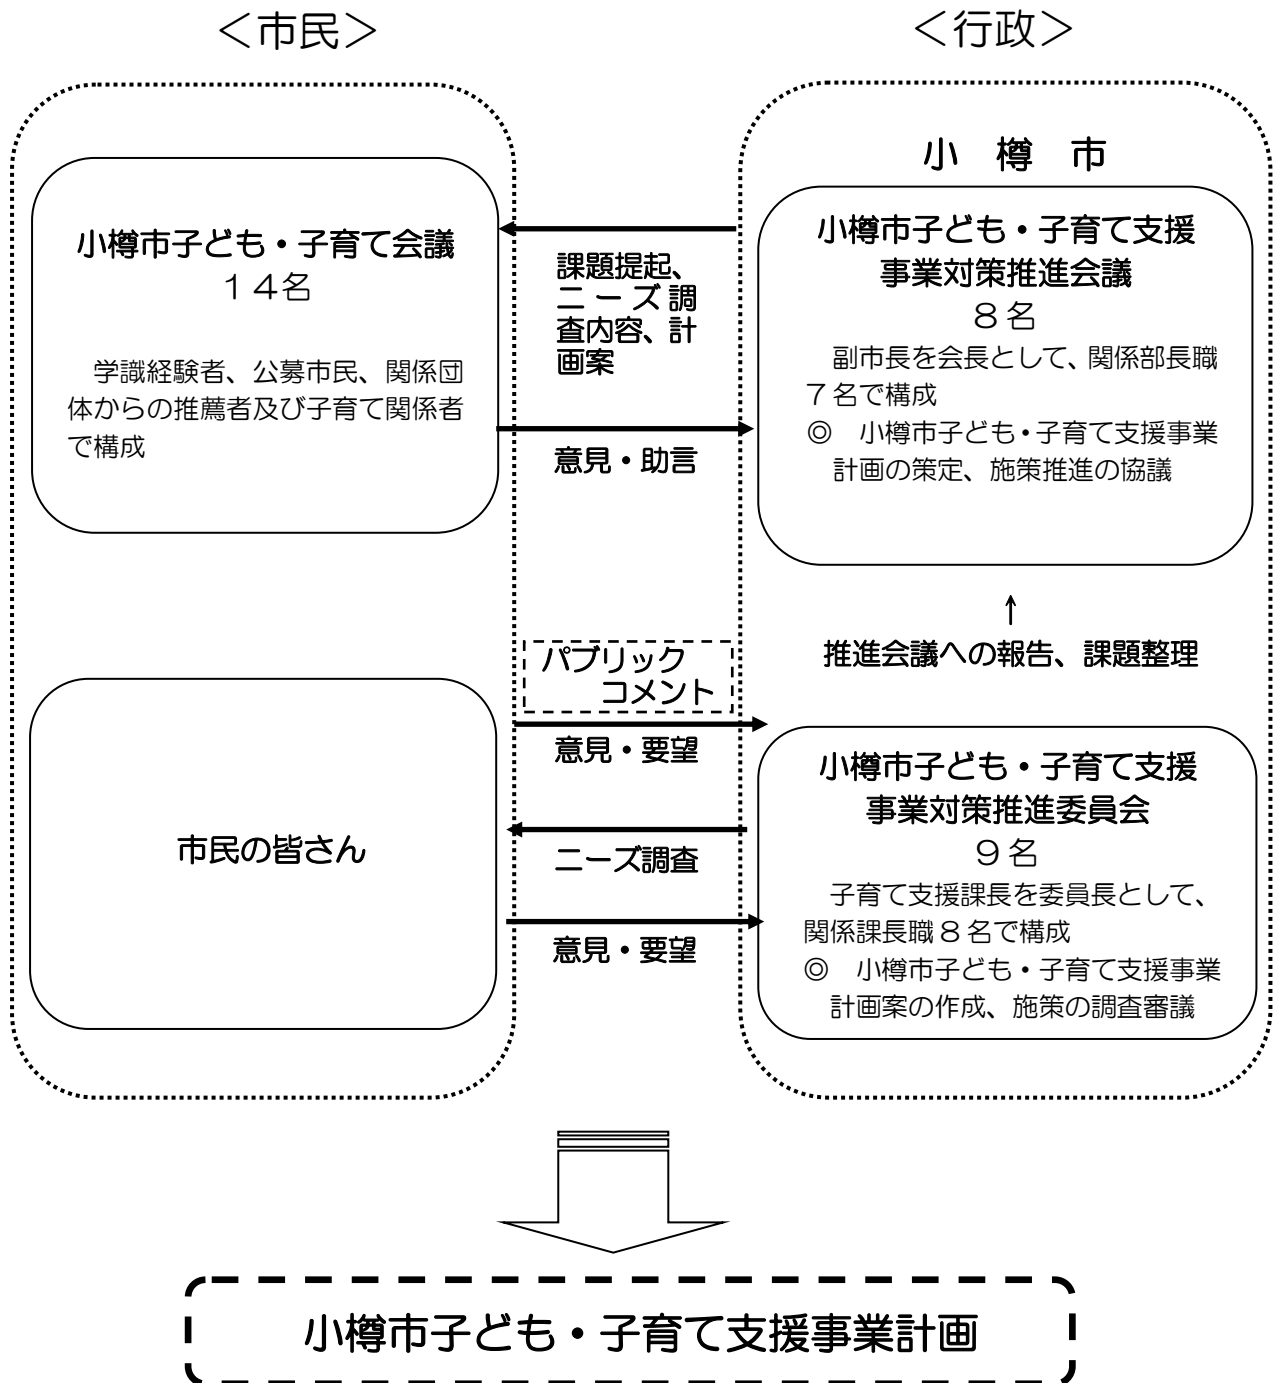 ＜市民＞
＜行政＞
小　樽　市
小樽市子ども・子育て会議
１４名
学識経験者、公募市民、関係団
体からの推薦者及び子育て関係者
で構成
課題提起、
ニーズ調
査内容、計
画案
意見・助言
小樽市子ども・子育て支援
事業対策推進会議
８名
副市長を会長として、関係部長職
７名で構成
◎　小樽市子ども・子育て支援事業
計画の策定、施策推進の協議
↑
推進会議への報告、課題整理
パブリック
コメント
意見・要望
市民の皆さん
ニーズ調査
意見・要望
小樽市子ども・子育て支援
事業対策推進委員会
９名
子育て支援課長を委員長として、
関係課長職８名で構成
◎　小樽市子ども・子育て支援事業
計画案の作成、施策の調査審議
小樽市子ども・子育て支援事業計画